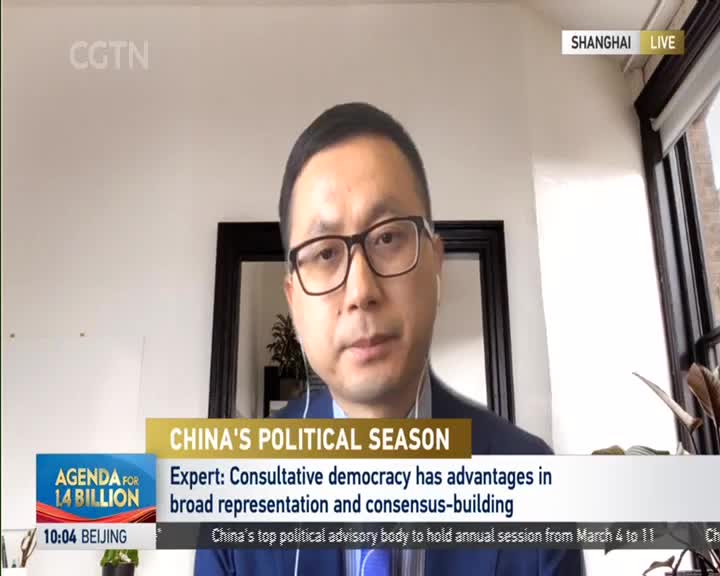 CGTN
SHANGHAI LIVE
CHINA'S POLITICAL SEASON
AGENDA FOR
1.4 BILLION
Expert: Consultative democracy has advantages in
broad representation and consensus-building
10:04 BEIJING
China's top political advisory body to hold annual session from March 4 to 11